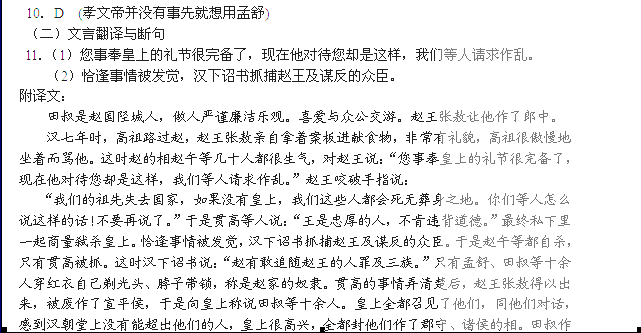 10. D (孝文帝并没有事先就想用孟舒)
（二）文言翻译与断句
11.（1）您事奉皇上的礼节很完备了，现在他对待您却是这样，我们等人请求作乱。
（2）恰逢事情被发觉，汉下诏书抓捕赵王及谋反的众臣。
附译文：
田叔是赵国陉城人，做人严谨廉洁乐观。喜爱与众公交游。赵王张敖让他作了郎中。
汉七年时，高祖路过赵，赵王张敖亲自拿着案板进献食物，非常有礼貌，高祖很傲慢地
坐着而骂他。这时赵的相赵午等几十人都很生气，对赵王说：“您事奉皇上的礼节很完备了，
现在他对待您却是这样，我们等人请求作乱。”赵王咬破手指说：
“我们的祖先失去国家，如果没有皇上，我们这些人都会死无葬身之地。你们等人怎么
说这样的话！不要再说了。”于是贯高等人说：“王是忠厚的人，不肯违背道德。”最终私下里
一起商量弑杀皇上。恰逢事情被发觉，汉下诏书抓捕赵王及谋反的众臣。于是赵午等都自杀，
只有贯高被抓。这时汉下诏书说：“赵有敢追随赵王的人罪及三族。”只有孟舒、田叔等十余
人穿红衣自己剃光头、脖子带锁，称是赵家的奴隶。贯高的事情弄清楚后，赵王张敖得以出
来，被废作了宣平侯，于是向皇上称说田叔等十余人。皇上全都召见了他们，同他们对话，
感到汉朝堂上没有能超出他们的人，皇上很高兴，全部封他们作了郡守、诸侯的相。田叔作